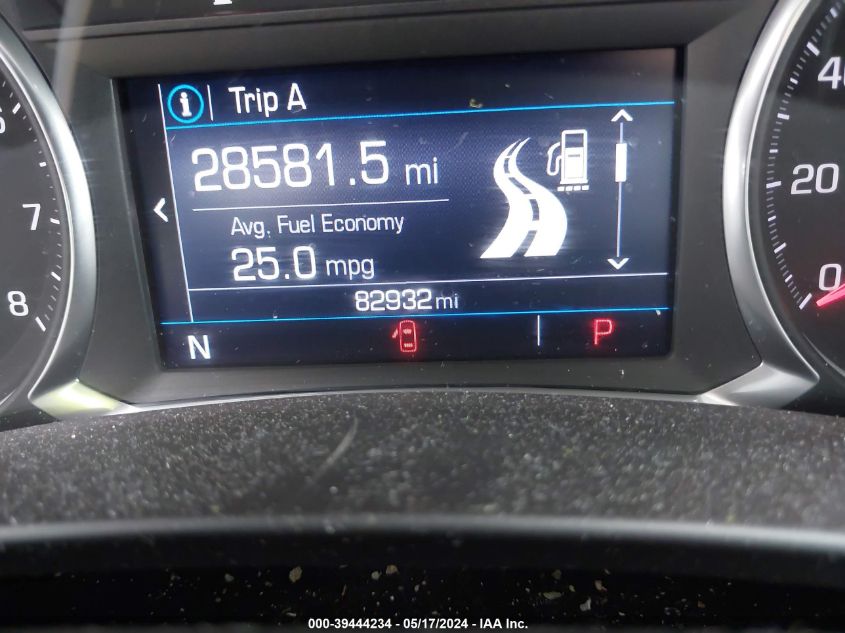 Trip A
28581.5 mi
Avg. Fuel Economy
25.0 mpg
82932 mi
N P
7
8
40
20
0
000-39444234 / 05/17/2024 - IAA Inc.